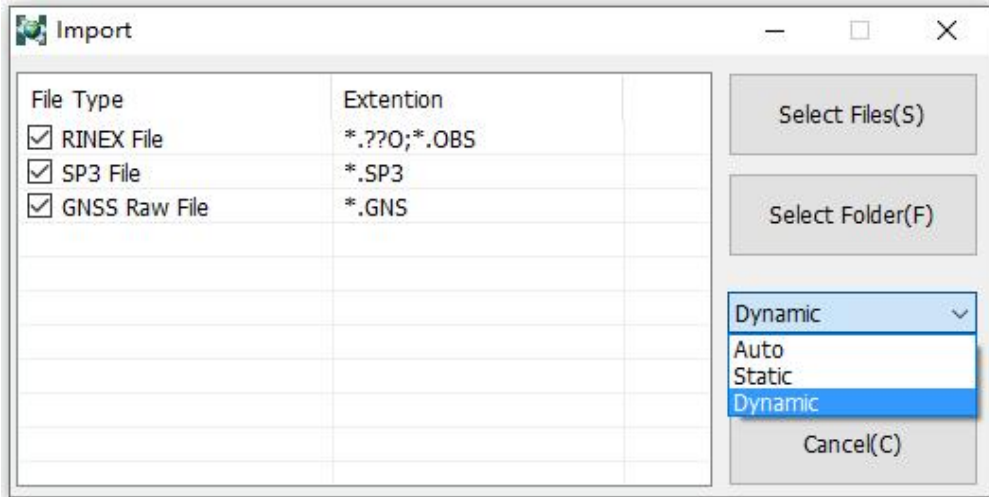 Import
File Type Extention
RINEX File *.??O;*.OBS
SP3 File *.SP3
GNSS Raw File *.GNS
Select Files(S)
Select Folder(F)
Dynamic
Auto
Static
Dynamic
Cancel(C)